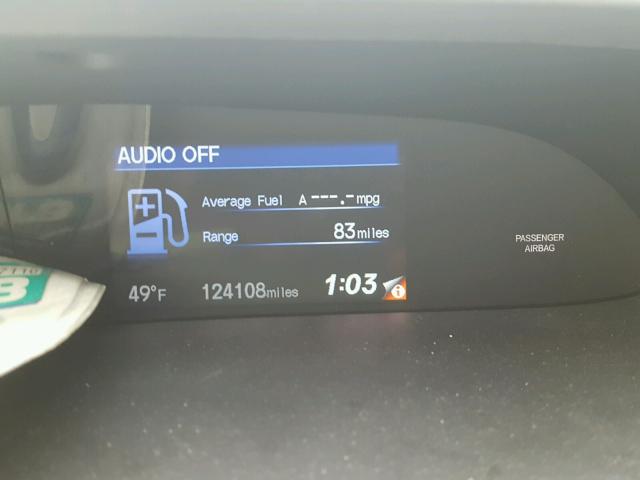 AUDIO OFF
Average Fuel A ---.- mpg
Range 83 miles
PASSENGER
AIRBAG
49°F 124108 miles 1:03 i